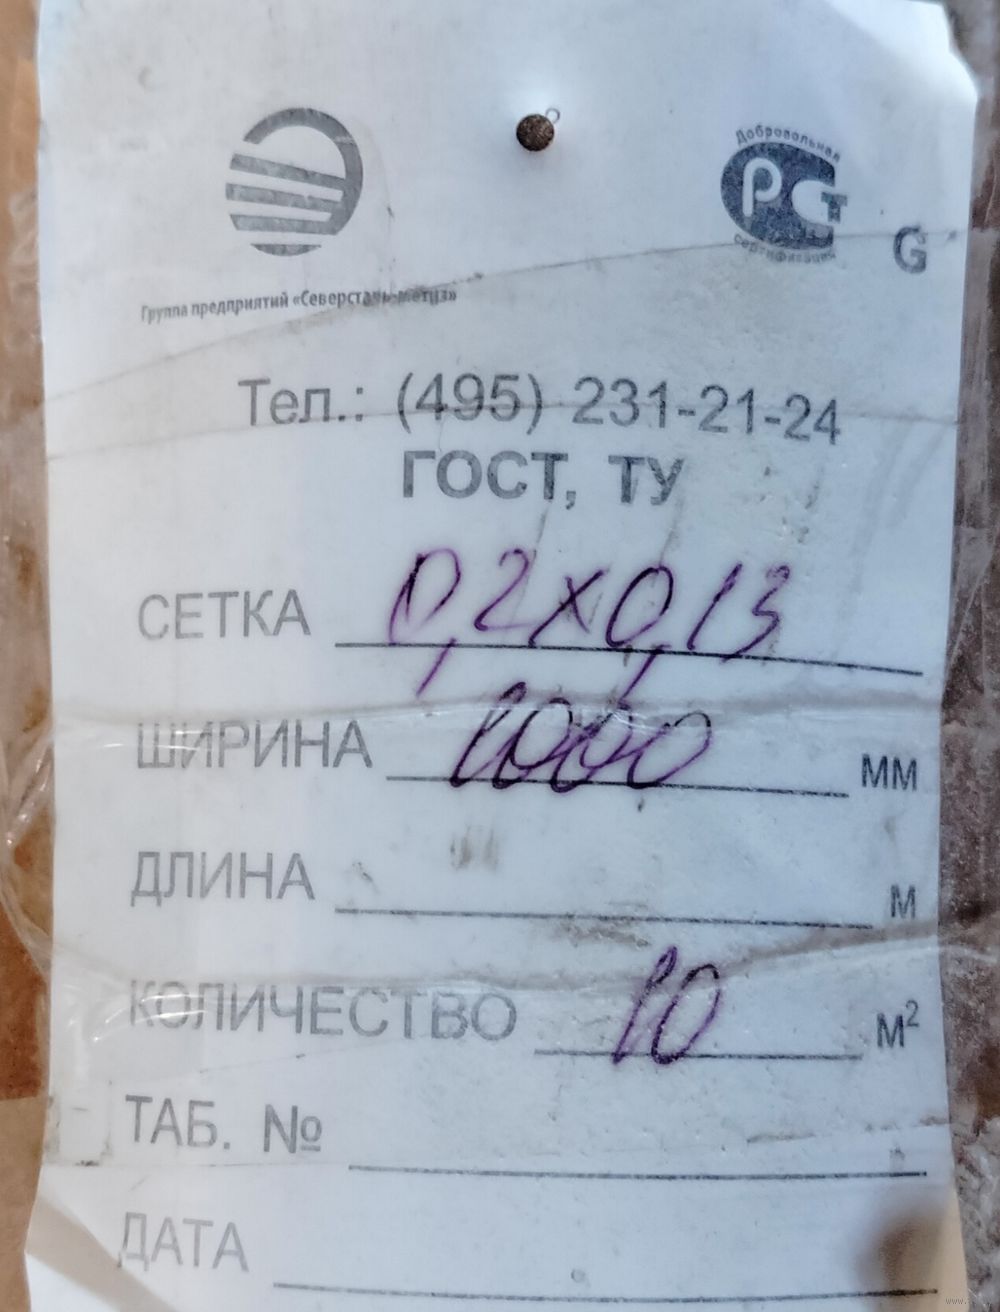 Добровольная
РСТ
сертификация
G
Группа предприятий «Северсталь-метиз»
Тел.: (495) 231-21-24
ГОСТ, ТУ
СЕТКА 0,2х0,13
ШИРИНА 1000 мм
ДЛИНА м
КОЛИЧЕСТВО 10 м²
ТАБ. №
ДАТА